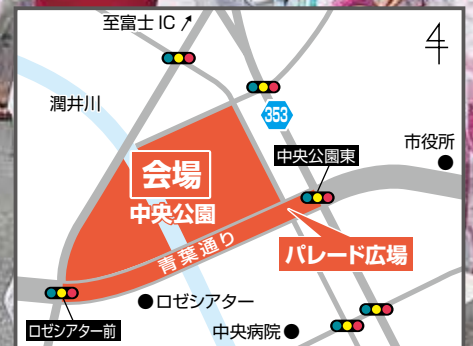 至富士IC
潤井川
353
市役所
中央公園東
会場
中央公園
青葉通り
パレード広場
ロゼシアター
ロゼシアター前
中央病院